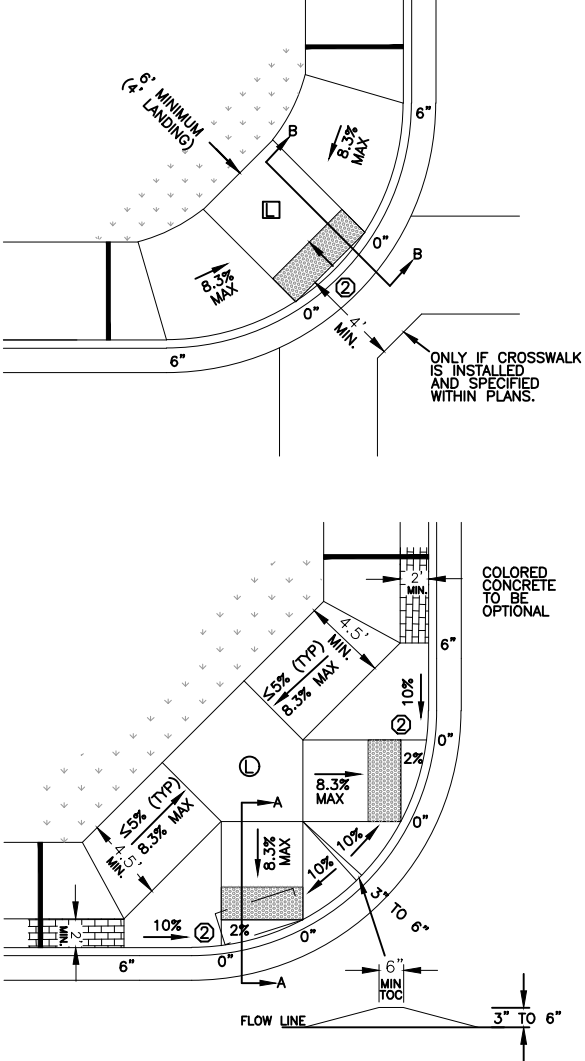 6' MINIMUM
(4' LANDING)
B
8.3%
MAX
6"
L
0"
B
8.3%
MAX
2
0"
4'
MIN.
6"
ONLY IF CROSSWALK
IS INSTALLED
AND SPECIFIED
WITHIN PLANS.
2'
MIN.
COLORED
CONCRETE
TO BE
OPTIONAL
4.5'
MIN.
6"
≤5% (TYP)
8.3% MAX
10%
2
0"
L
2%
8.3%
MAX
≤5% (TYP)
8.3% MAX
A
0"
4.5'
MIN.
8.3%
MAX
10%
10%
3" TO 6"
2'
MIN.
10%
2
2%
0"
0"
6"
A
6"
MIN
TOC
FLOW LINE
3" TO 6"